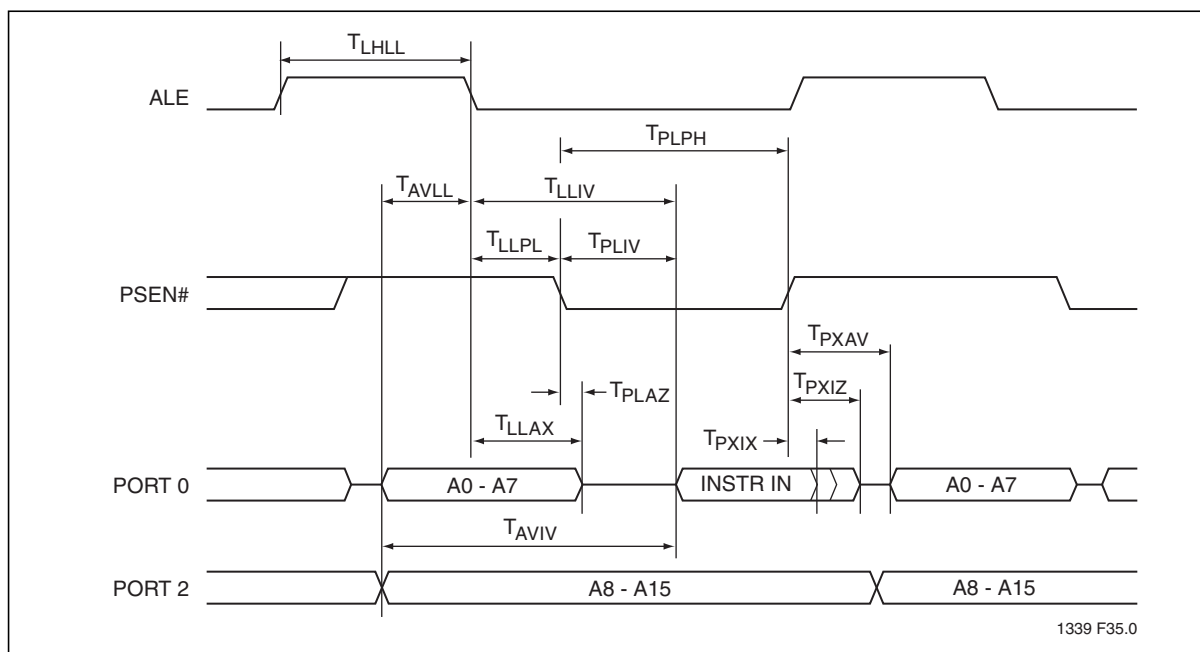 TLHLL
ALE
TPLPH
TAVLL
TLLIV
TLLPL
TPLIV
PSEN#
TPXAV
TPXIZ
TPLAZ
TLLAX
TPXIX
PORT 0
A0 - A7
INSTR IN
A0 - A7
TAVIV
PORT 2
A8 - A15
A8 - A15
1339 F35.0